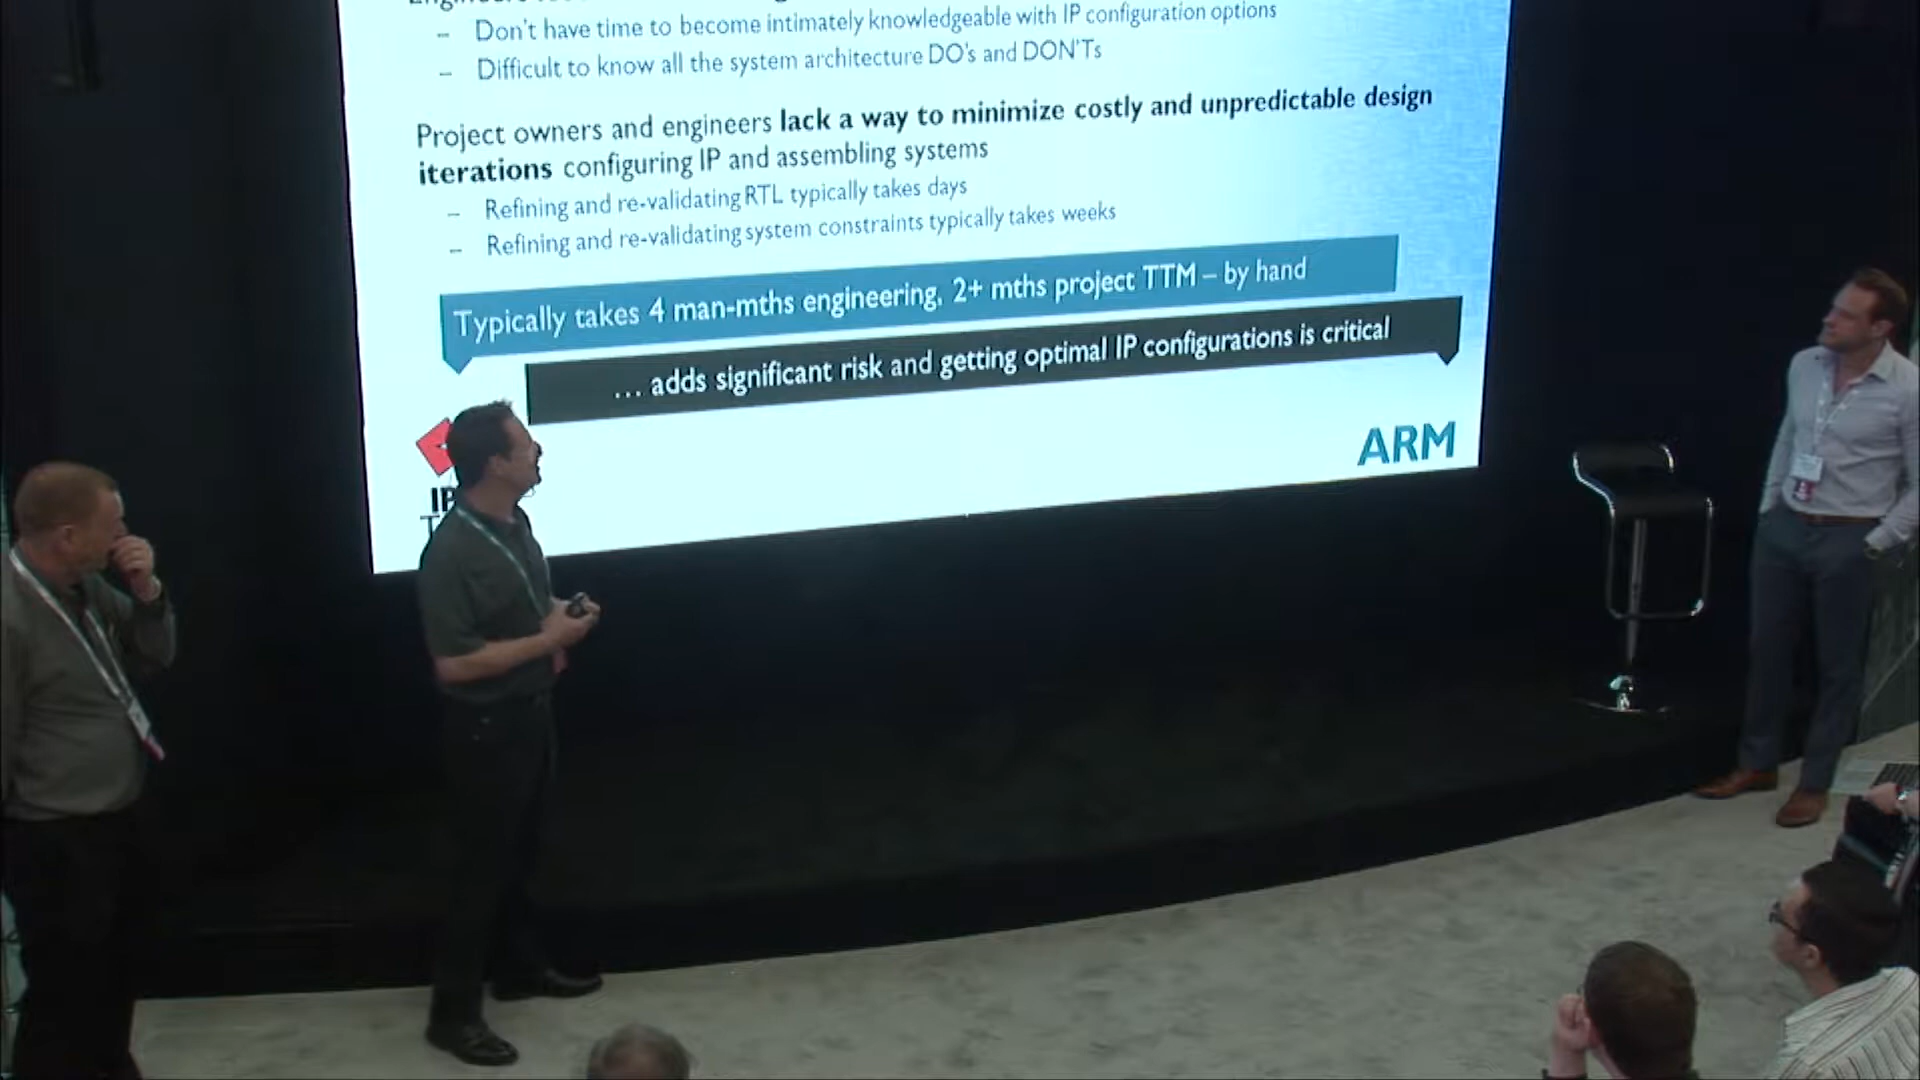 – Don't have time to become intimately knowledgeable with IP configuration options
– Difficult to know all the system architecture DO's and DON'Ts
Project owners and engineers lack a way to minimize costly and unpredictable design
iterations configuring IP and assembling systems
– Refining and re-validating RTL typically takes days
– Refining and re-validating system constraints typically takes weeks
Typically takes 4 man-mths engineering, 2+ mths project TTM – by hand
... adds significant risk and getting optimal IP configurations is critical
ARM
IP